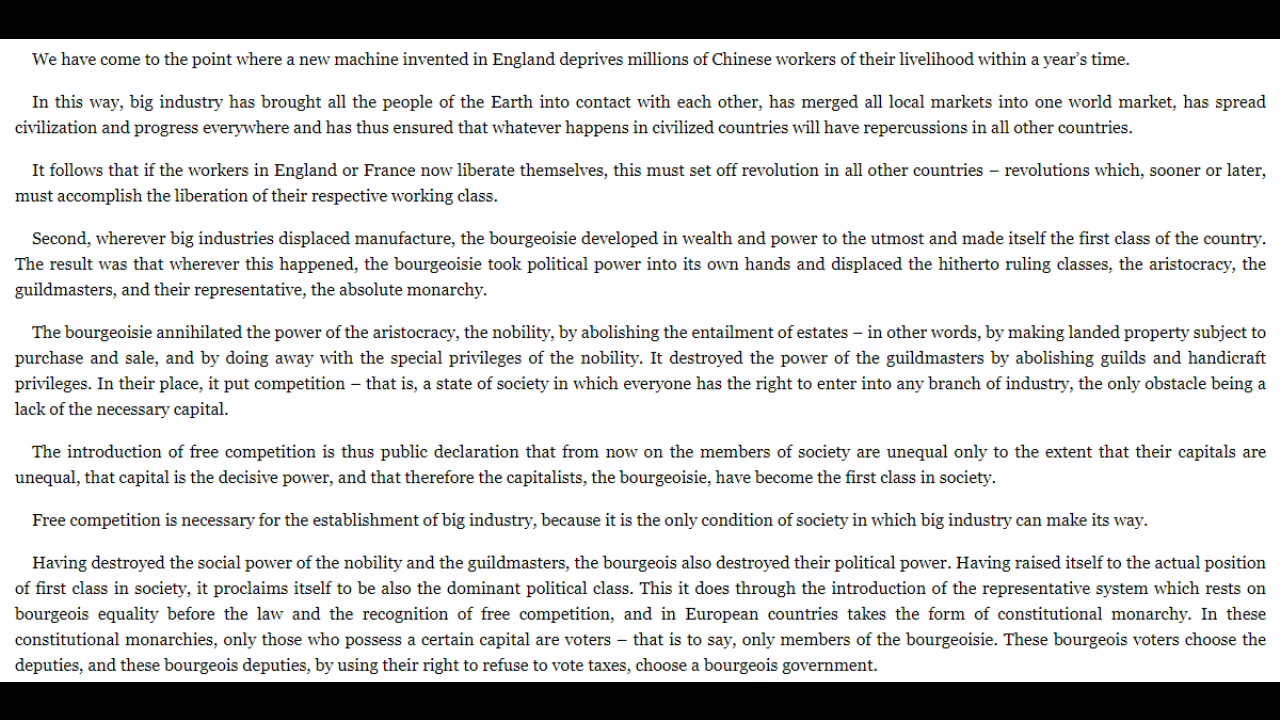 We have come to the point where a new machine invented in England deprives millions of Chinese workers of their livelihood within a year's time.
In this way, big industry has brought all the people of the Earth into contact with each other, has merged all local markets into one world market, has spread
civilization and progress everywhere and has thus ensured that whatever happens in civilized countries will have repercussions in all other countries.
It follows that if the workers in England or France now liberate themselves, this must set off revolution in all other countries – revolutions which, sooner or later,
must accomplish the liberation of their respective working class.
Second, wherever big industries displaced manufacture, the bourgeoisie developed in wealth and power to the utmost and made itself the first class of the country.
The result was that wherever this happened, the bourgeoisie took political power into its own hands and displaced the hitherto ruling classes, the aristocracy, the
guildmasters, and their representative, the absolute monarchy.
The bourgeoisie annihilated the power of the aristocracy, the nobility, by abolishing the entailment of estates – in other words, by making landed property subject to
purchase and sale, and by doing away with the special privileges of the nobility. It destroyed the power of the guildmasters by abolishing guilds and handicraft
privileges. In their place, it put competition – that is, a state of society in which everyone has the right to enter into any branch of industry, the only obstacle being a
lack of the necessary capital.
The introduction of free competition is thus public declaration that from now on the members of society are unequal only to the extent that their capitals are
unequal, that capital is the decisive power, and that therefore the capitalists, the bourgeoisie, have become the first class in society.
Free competition is necessary for the establishment of big industry, because it is the only condition of society in which big industry can make its way.
Having destroyed the social power of the nobility and the guildmasters, the bourgeois also destroyed their political power. Having raised itself to the actual position
of first class in society, it proclaims itself to be also the dominant political class. This it does through the introduction of the representative system which rests on
bourgeois equality before the law and the recognition of free competition, and in European countries takes the form of constitutional monarchy. In these
constitutional monarchies, only those who possess a certain capital are voters – that is to say, only members of the bourgeoisie. These bourgeois voters choose the
deputies, and these bourgeois deputies, by using their right to refuse to vote taxes, choose a bourgeois government.